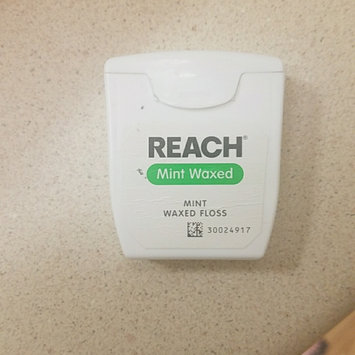 REACH®
Mint Waxed
MINT
WAXED FLOSS
30024917